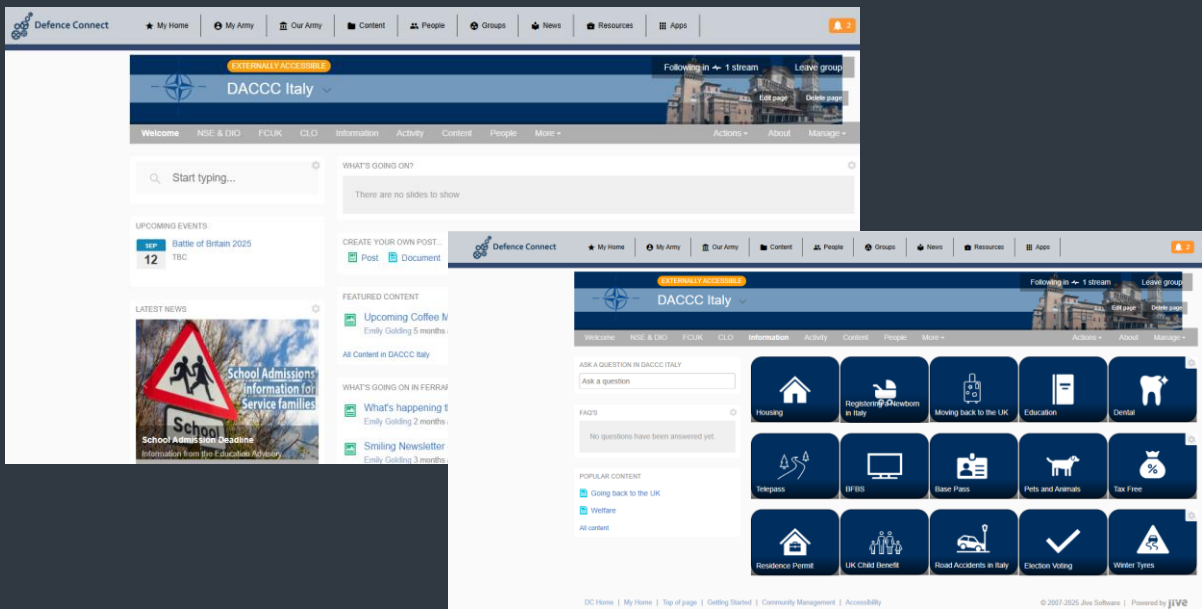 Defence Connect
My Home
My Army
Our Army
Content
People
Groups
News
Resources
Apps
2
EXTERNALLY ACCESSIBLE
Following in 1 stream
Leave group
DACCC Italy
Edit page
Delete page
Welcome
NSE & DIO
FCUK
CLO
Information
Activity
Content
People
More
Actions
About
Manage
Start typing...
WHAT'S GOING ON?
There are no slides to show
UPCOMING EVENTS
SEP
12
Battle of Britain 2025
TBC
CREATE YOUR OWN POST...
Post
Document
LATEST NEWS
School Admissions
information for
Service families
School
School Admission Deadline
Information from the Education Advisory
FEATURED CONTENT
Upcoming Coffee M
Emily Golding 5 months
All Content in DACCC Italy
WHAT'S GOING ON IN FERRAR
What's happening t
Emily Golding 2 months
Smiling Newsletter
Emily Golding 3 months
Defence Connect
My Home
My Army
Our Army
Content
People
Groups
News
Resources
Apps
2
EXTERNALLY ACCESSIBLE
Following in 1 stream
Leave group
DACCC Italy
Edit page
Delete page
Welcome
NSE & DIO
FCUK
CLO
Information
Activity
Content
People
More
Actions
About
Manage
ASK A QUESTION IN DACCC ITALY
Ask a question
FAQ'S
No questions have been answered yet.
POPULAR CONTENT
Going back to the UK
Welfare
All content
Housing
Registering a Newborn
in Italy
Moving back to the UK
Education
Dental
Telepass
BFBS
Base Pass
Pets and Animals
Tax Free
Residence Permit
UK Child Benefit
Road Accidents in Italy
Election Voting
Winter Tyres
DC Home | My Home | Top of page | Getting Started | Community Management | Accessibility
© 2007-2025 Jive Software | Powered by jive